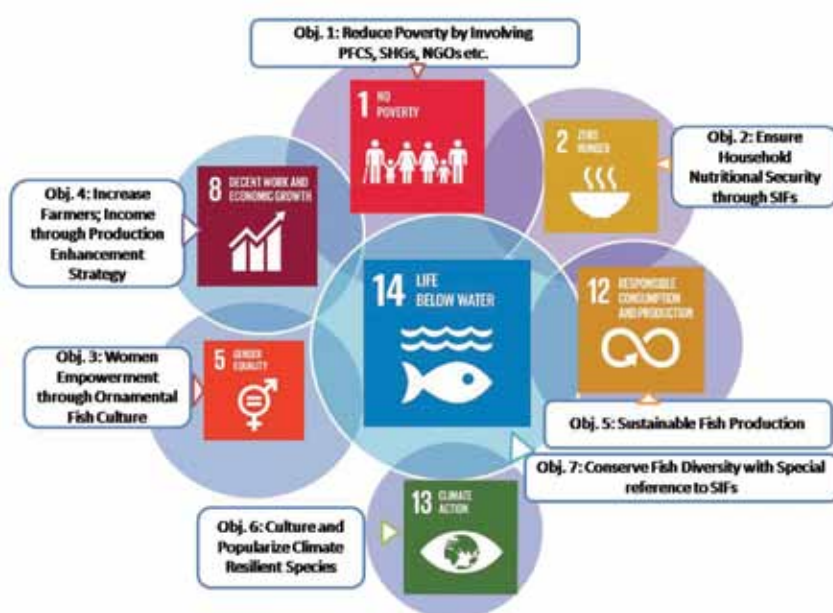 Obj. 1: Reduce Poverty by Involving
PFCS, SHGs, NGOs etc.
1 NO
POVERTY
2 ZERO
HUNGER
Obj. 2: Ensure
Household
Nutritional Security
through SIFs
8 DECENT WORK AND
ECONOMIC GROWTH
Obj. 4: Increase
Farmers; Income
through Production
Enhancement
Strategy
14 LIFE
BELOW WATER
12 RESPONSIBLE
CONSUMPTION
AND PRODUCTION
5 GENDER
EQUALITY
Obj. 3: Women
Empowerment
through Ornamental
Fish Culture
Obj. 5: Sustainable Fish Production
Obj. 7: Conserve Fish Diversity with Special
reference to SIFs
13 CLIMATE
ACTION
Obj. 6: Culture and
Popularize Climate
Resilient Species